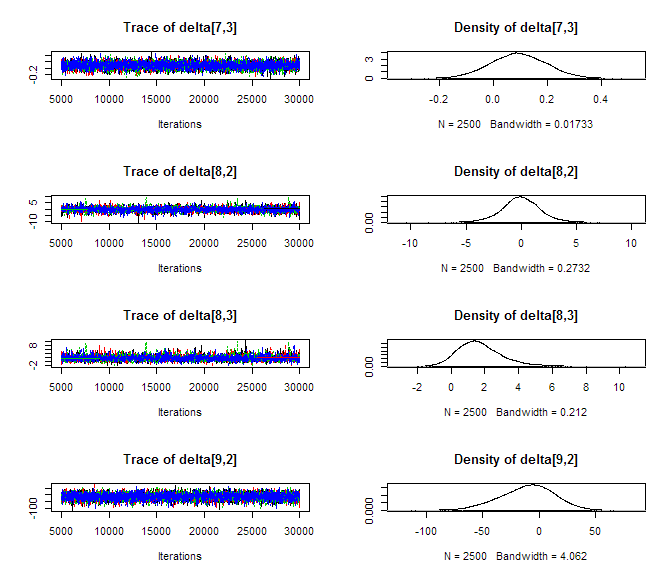 Trace of delta[7,3]
-0.2
5000 10000 15000 20000 25000 30000
Iterations
Density of delta[7,3]
0 3
-0.2 0.0 0.2 0.4
N = 2500 Bandwidth = 0.01733
Trace of delta[8,2]
-10 5
5000 10000 15000 20000 25000 30000
Iterations
Density of delta[8,2]
0.00
-10 -5 0 5 10
N = 2500 Bandwidth = 0.2732
Trace of delta[8,3]
-2 8
5000 10000 15000 20000 25000 30000
Iterations
Density of delta[8,3]
0.00
-2 0 2 4 6 8 10
N = 2500 Bandwidth = 0.212
Trace of delta[9,2]
-100
5000 10000 15000 20000 25000 30000
Iterations
Density of delta[9,2]
0.000
-100 -50 0 50
N = 2500 Bandwidth = 4.062